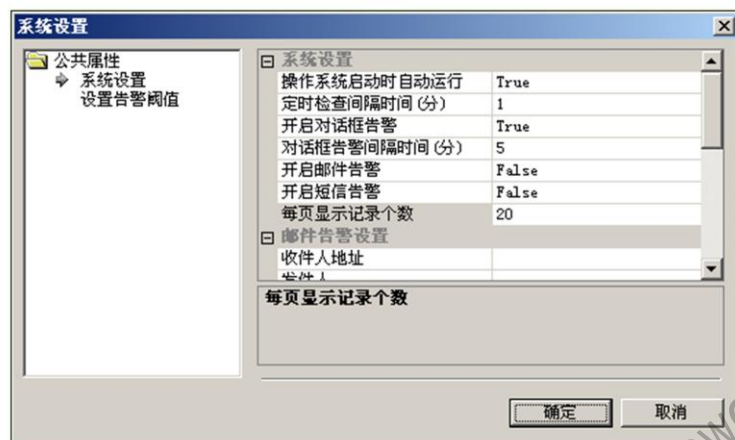 系统设置
公共属性
系统设置
设置告警阈值
系统设置
操作系统启动时自动运行 True
定时检查间隔时间(分) 1
开启对话框告警 True
对话框告警间隔时间(分) 5
开启邮件告警 False
开启短信告警 False
每页显示记录个数 20
邮件告警设置
收件人地址
发件人
每页显示记录个数
确定 取消